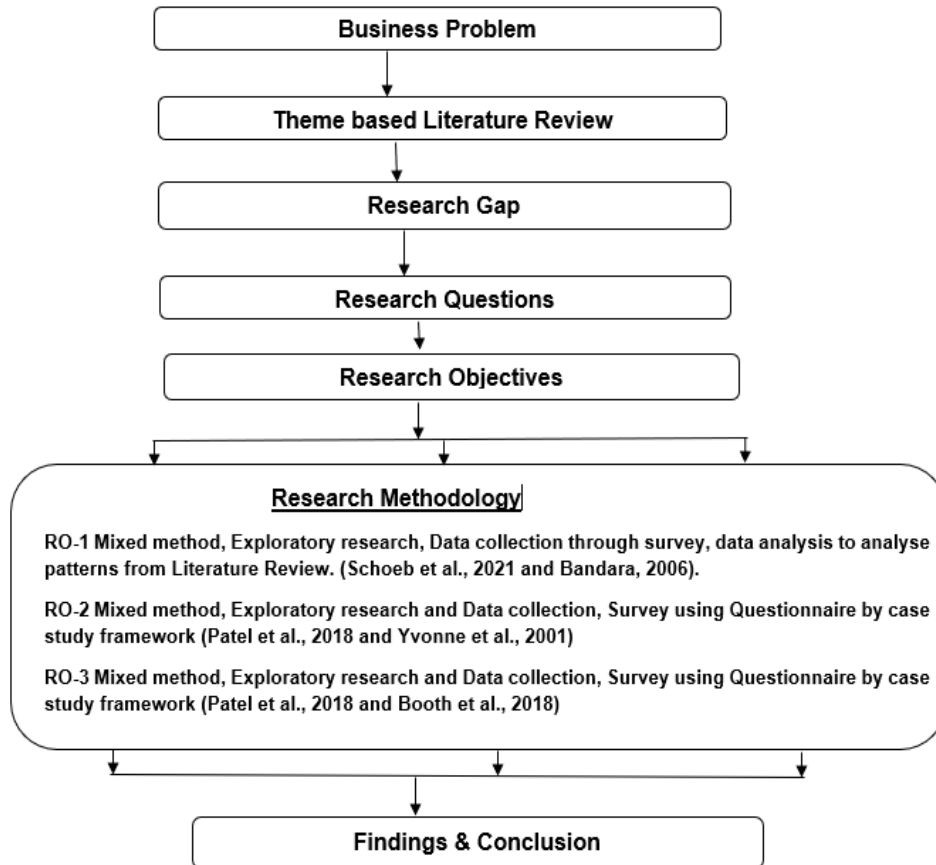 Business Problem
Theme based Literature Review
Research Gap
Research Questions
Research Objectives
Research Methodology
RO-1 Mixed method, Exploratory research, Data collection through survey, data analysis to analyse
patterns from Literature Review. (Schoeb et al., 2021 and Bandara, 2006).
RO-2 Mixed method, Exploratory research and Data collection, Survey using Questionnaire by case
study framework (Patel et al., 2018 and Yvonne et al., 2001)
RO-3 Mixed method, Exploratory research and Data collection, Survey using Questionnaire by case
study framework (Patel et al., 2018 and Booth et al., 2018)
Findings & Conclusion